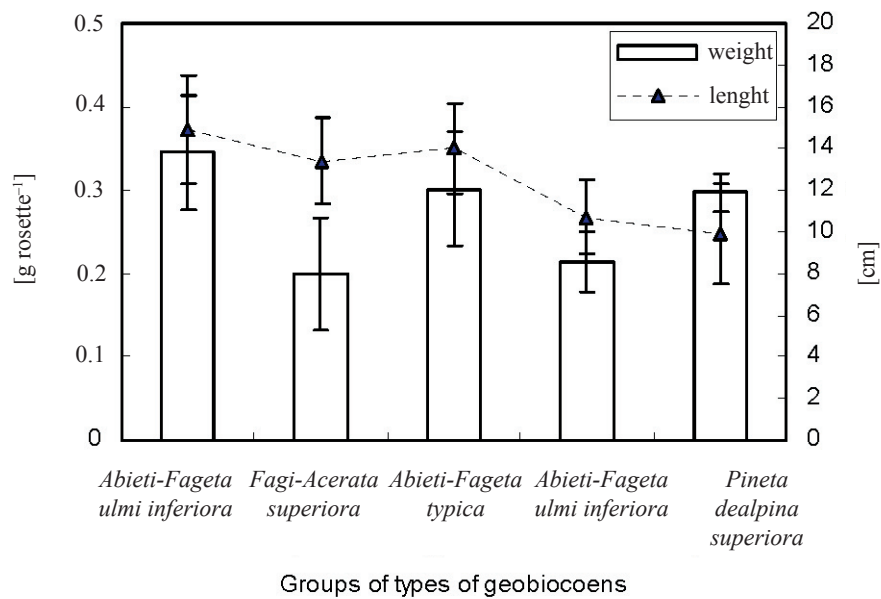 0.5
0.4
0.3
0.2
0.1
0
[g rosette⁻¹]
weight
lenght
20
18
16
14
12
10
8
6
4
2
0
[cm]
Abieti-Fageta Fagi-Acerata Abieti-Fageta Abieti-Fageta Pineta
ulmi inferiora superiora typica ulmi inferiora dealpina
superiora
Groups of types of geobiocoens